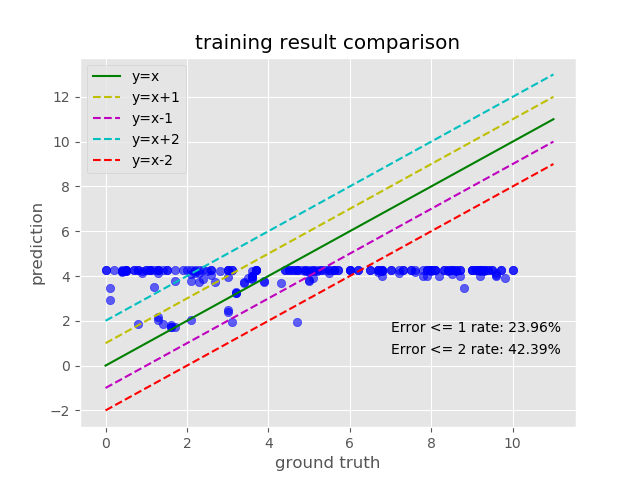 training result comparison
y=x
y=x+1
y=x-1
y=x+2
y=x-2
12
10
8
6
4
2
0
−2
prediction
Error <= 1 rate: 23.96%
Error <= 2 rate: 42.39%
0 2 4 6 8 10
ground truth